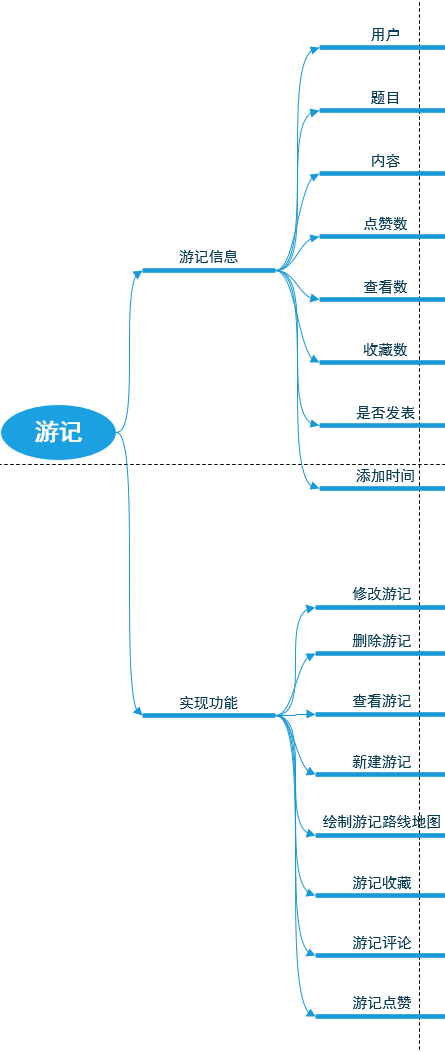 游记
游记信息
用户
题目
内容
点赞数
查看数
收藏数
是否发表
添加时间
实现功能
修改游记
删除游记
查看游记
新建游记
绘制游记路线地图
游记收藏
游记评论
游记点赞